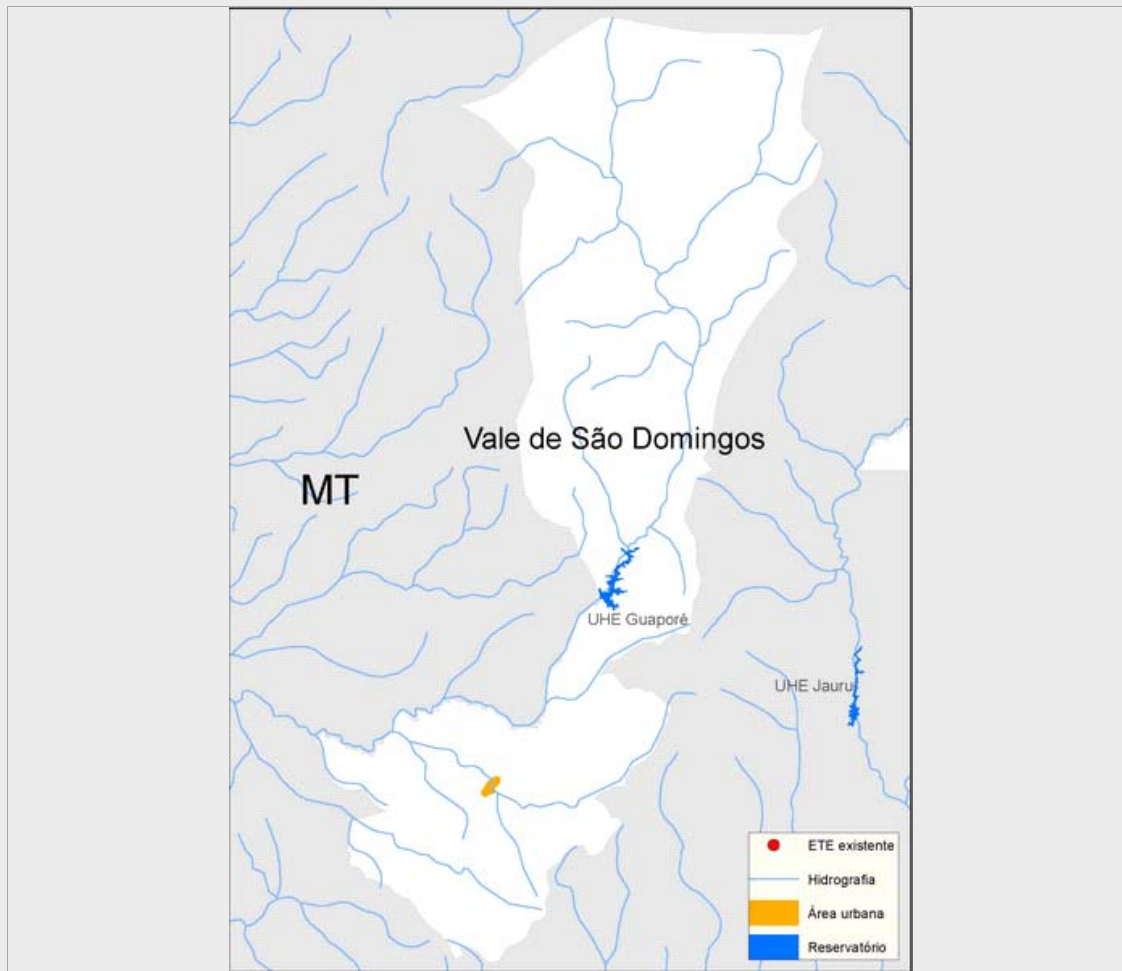 Vale de São Domingos
MT
UHE Guaporé
UHE Jauru
ETE existente
Hidrografia
Área urbana
Reservatório